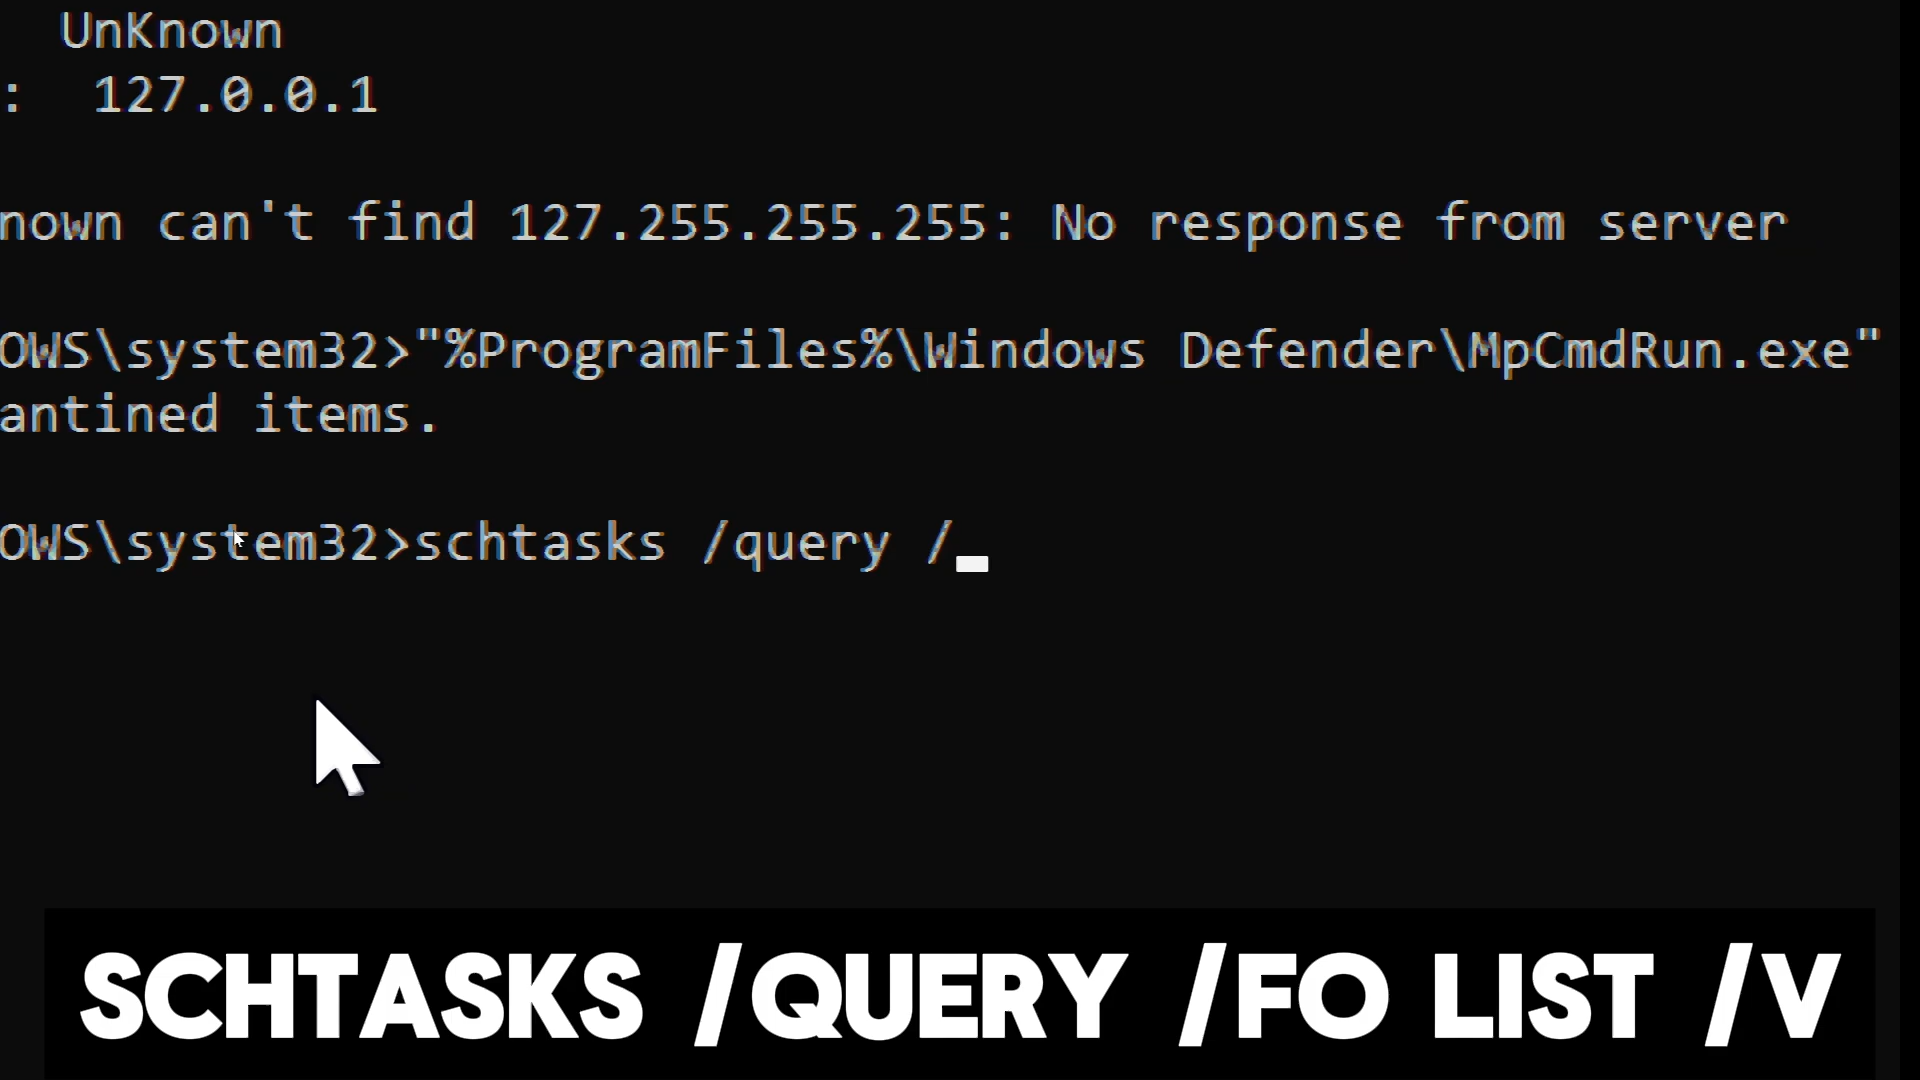 UnKnown
: 127.0.0.1
nown can't find 127.255.255.255: No response from server
OWS\system32>"%ProgramFiles%\Windows Defender\MpCmdRun.exe"
antined items.
OWS\system32>schtasks /query /
SCHTASKS /QUERY /FO LIST /V